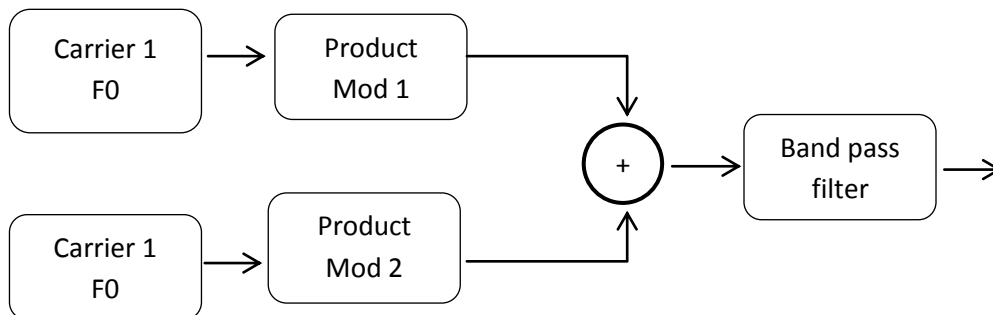 Carrier 1
F0
Product
Mod 1
+
Band pass
filter
Carrier 1
F0
Product
Mod 2